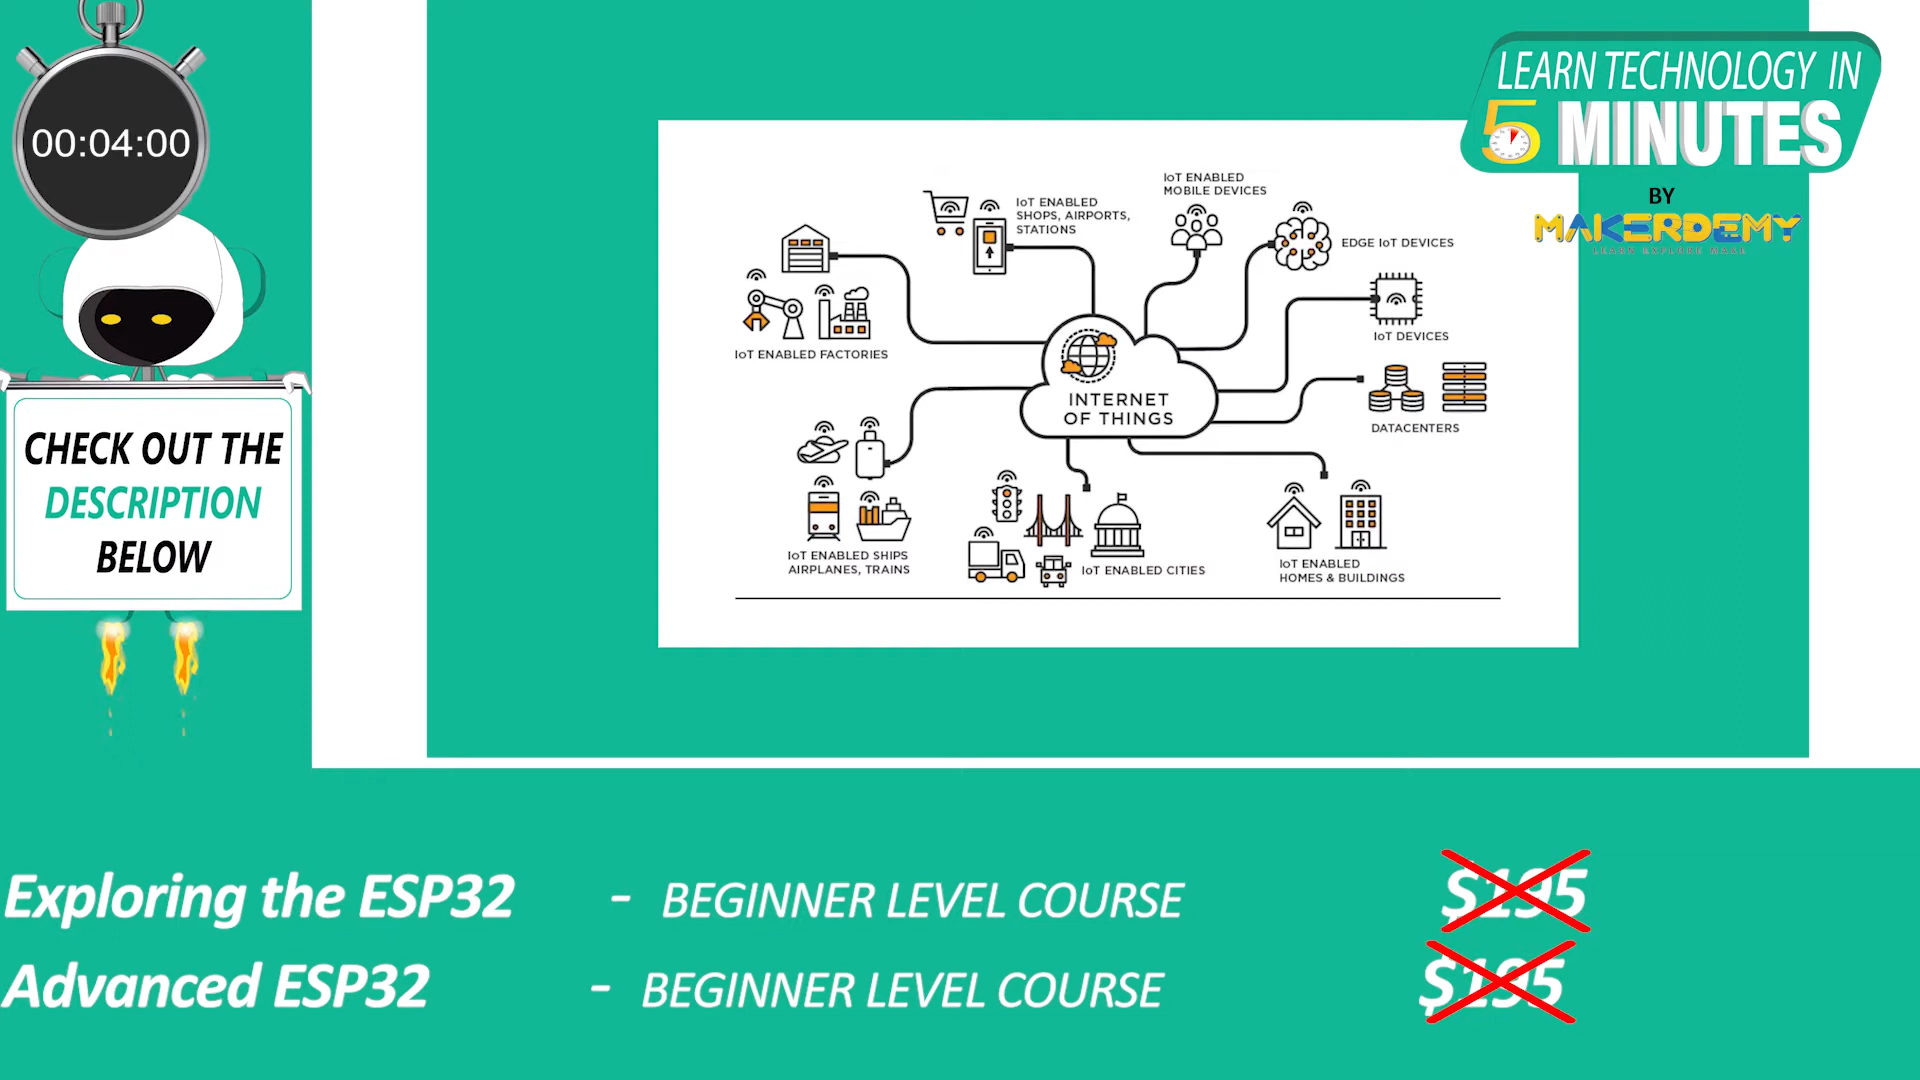 00:04:00
CHECK OUT THE
DESCRIPTION
BELOW
LEARN TECHNOLOGY IN
5 MINUTES
BY
MAKERDEMY
LEARN EXPLORE MAKE
IoT ENABLED
SHOPS, AIRPORTS,
STATIONS
IoT ENABLED
MOBILE DEVICES
EDGE IoT DEVICES
IoT DEVICES
IoT ENABLED FACTORIES
INTERNET
OF THINGS
DATACENTERS
IoT ENABLED SHIPS
AIRPLANES, TRAINS
IoT ENABLED CITIES
IoT ENABLED
HOMES & BUILDINGS
Exploring the ESP32 - BEGINNER LEVEL COURSE $195
Advanced ESP32 - BEGINNER LEVEL COURSE $195